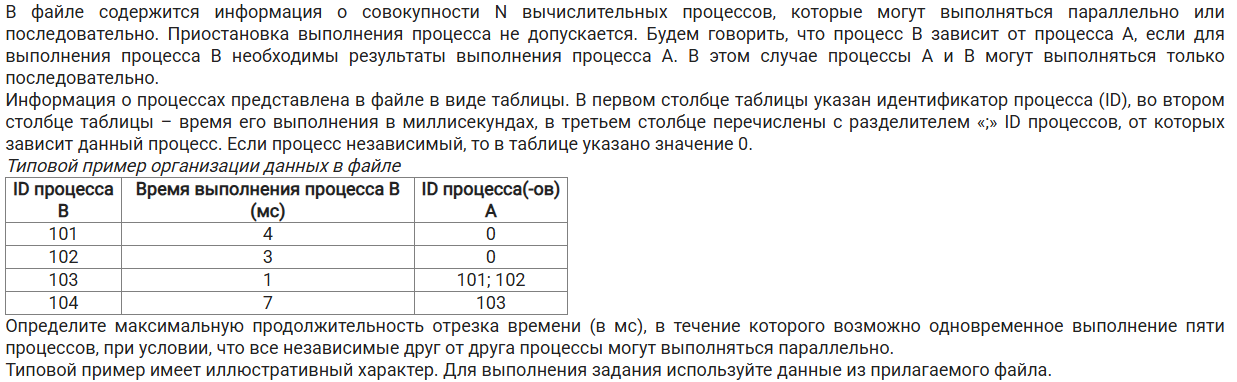 В файле содержится информация о совокупности N вычислительных процессов, которые могут выполняться параллельно или
последовательно. Приостановка выполнения процесса не допускается. Будем говорить, что процесс B зависит от процесса A, если для
выполнения процесса B необходимы результаты выполнения процесса A. В этом случае процессы A и B могут выполняться только
последовательно.
Информация о процессах представлена в файле в виде таблицы. В первом столбце таблицы указан идентификатор процесса (ID), во втором
столбце таблицы – время его выполнения в миллисекундах, в третьем столбце перечислены с разделителем «;» ID процессов, от которых
зависит данный процесс. Если процесс независимый, то в таблице указано значение 0.
Типовой пример организации данных в файле
ID процесса B Время выполнения процесса B (мс) ID процесса(-ов) A
101 4 0
102 3 0
103 1 101; 102
104 7 103
Определите максимальную продолжительность отрезка времени (в мс), в течение которого возможно одновременное выполнение пяти
процессов, при условии, что все независимые друг от друга процессы могут выполняться параллельно.
Типовой пример имеет иллюстративный характер. Для выполнения задания используйте данные из прилагаемого файла.